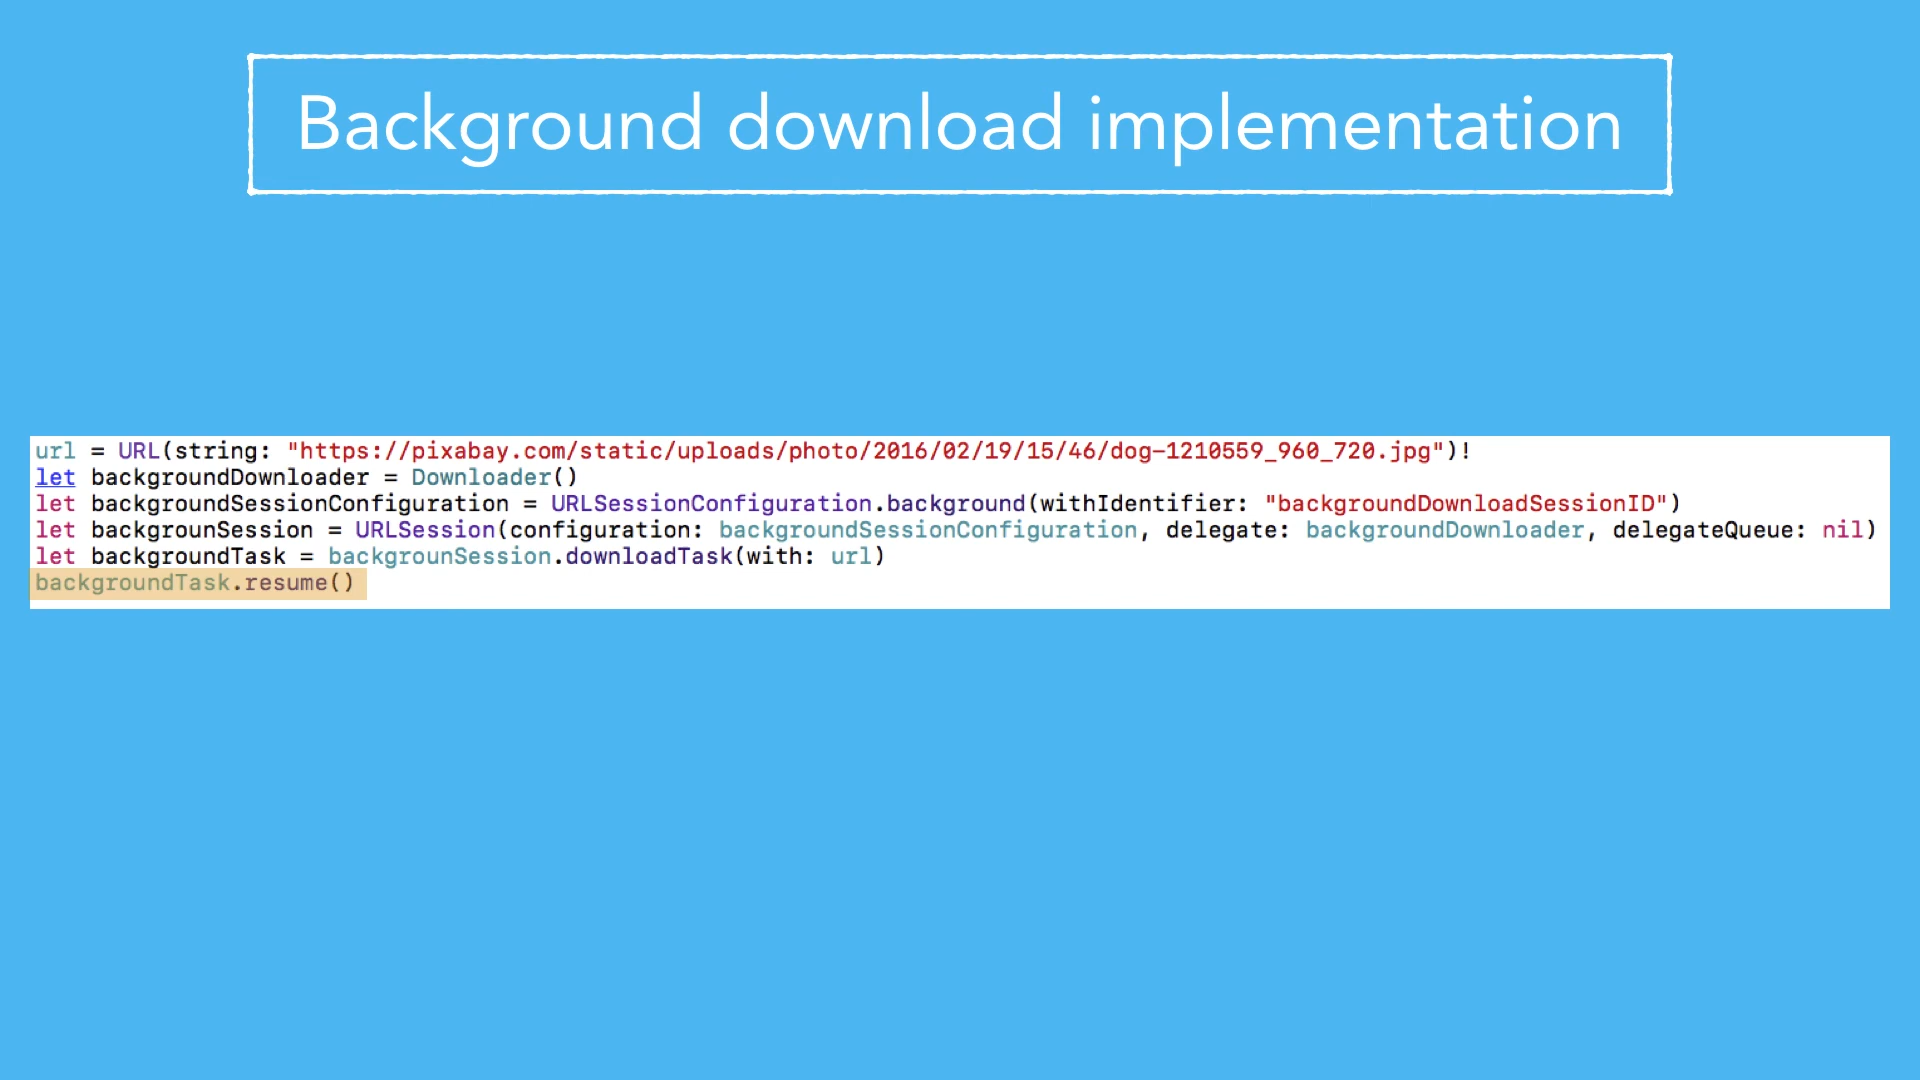 Background download implementation
url = URL(string: "https://pixabay.com/static/uploads/photo/2016/02/19/15/46/dog-1210559_960_720.jpg")!
let backgroundDownloader = Downloader()
let backgroundSessionConfiguration = URLSessionConfiguration.background(withIdentifier: "backgroundDownloadSessionID")
let backgrounSession = URLSession(configuration: backgroundSessionConfiguration, delegate: backgroundDownloader, delegateQueue: nil)
let backgroundTask = backgrounSession.downloadTask(with: url)
backgroundTask.resume()